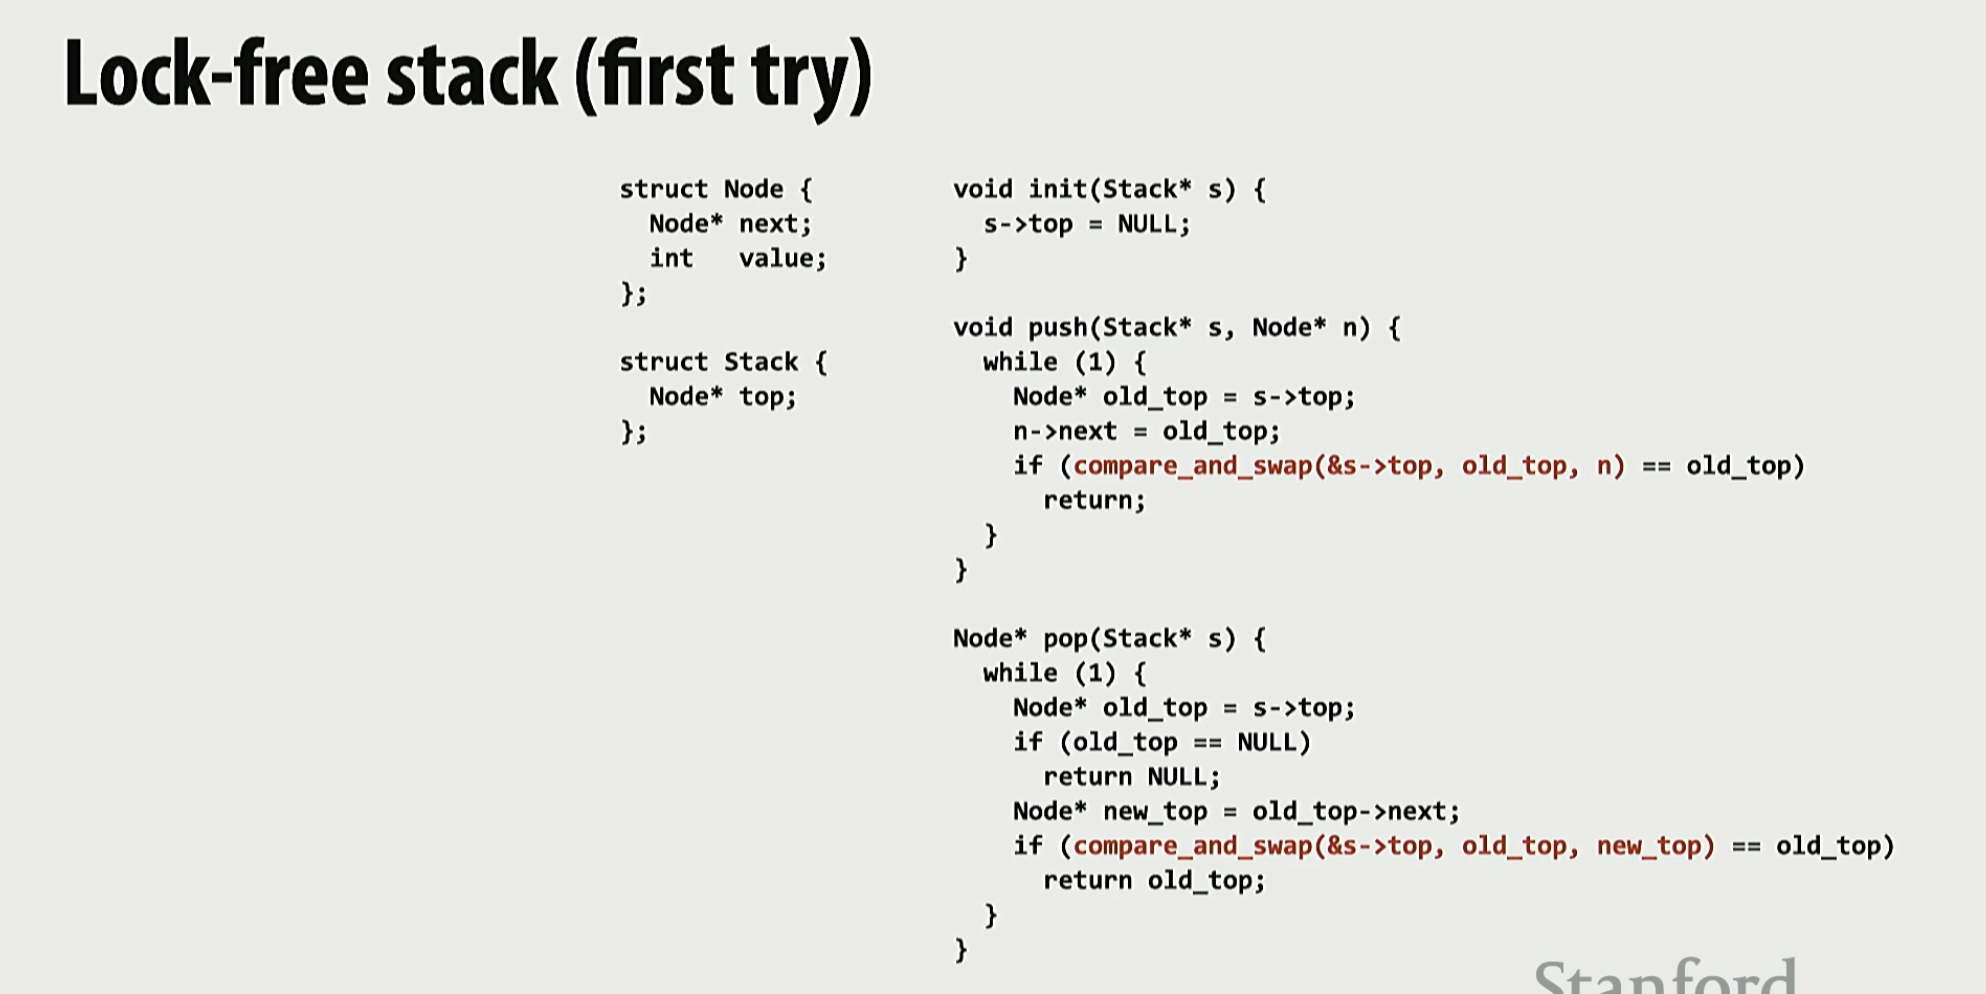 Lock-free stack (first try)
struct Node {
Node* next;
int value;
};
struct Stack {
Node* top;
};
void init(Stack* s) {
s->top = NULL;
}
void push(Stack* s, Node* n) {
while (1) {
Node* old_top = s->top;
n->next = old_top;
if (compare_and_swap(&s->top, old_top, n) == old_top)
return;
}
}
Node* pop(Stack* s) {
while (1) {
Node* old_top = s->top;
if (old_top == NULL)
return NULL;
Node* new_top = old_top->next;
if (compare_and_swap(&s->top, old_top, new_top) == old_top)
return old_top;
}
}
Stanford